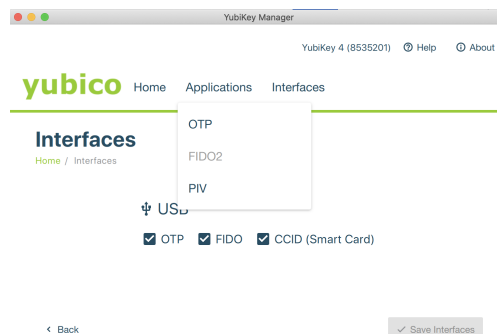 YubiKey Manager
YubiKey 4 (8535201) Help About
yubico Home Applications Interfaces
OTP
FIDO2
PIV
Interfaces
Home / Interfaces
USB
OTP FIDO CCID (Smart Card)
Back Save Interfaces